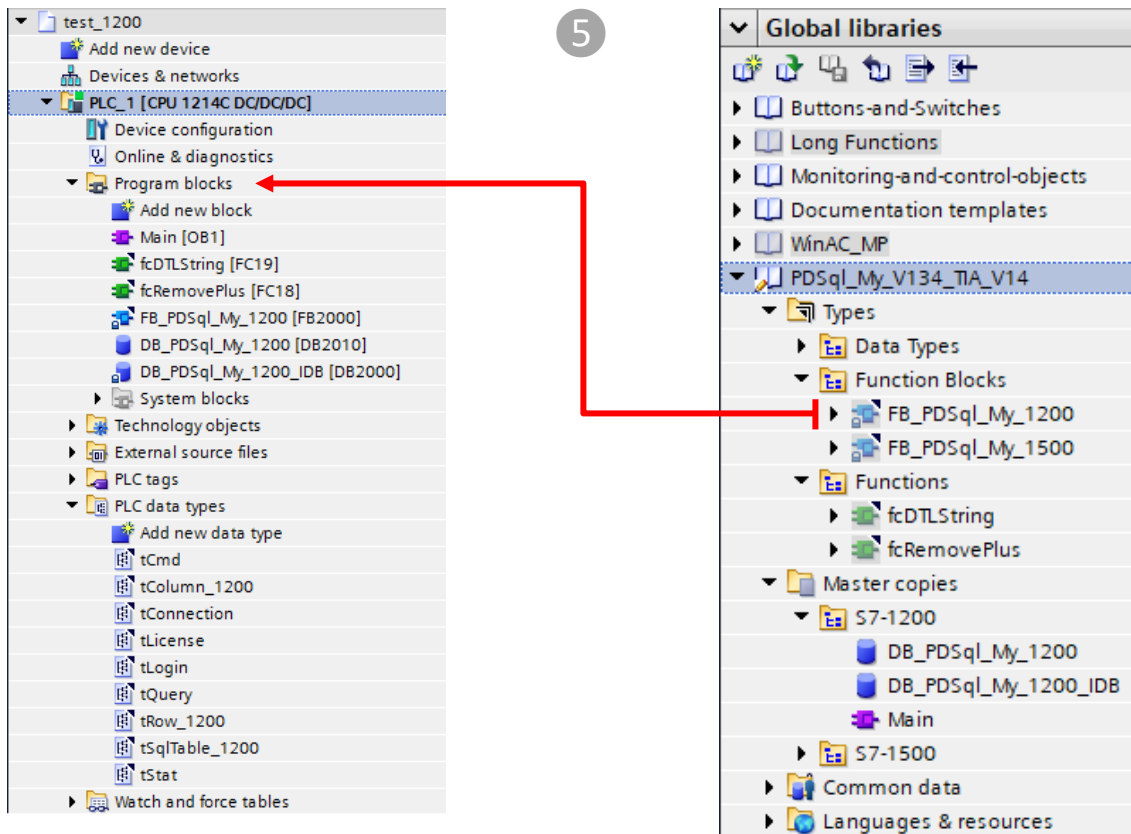 test_1200
Add new device
Devices & networks
PLC_1 [CPU 1214C DC/DC/DC]
Device configuration
Online & diagnostics
Program blocks
Add new block
Main [OB1]
fcDTLString [FC19]
fcRemovePlus [FC18]
FB_PDSql_My_1200 [FB2000]
DB_PDSql_My_1200 [DB2010]
DB_PDSql_My_1200_IDB [DB2000]
System blocks
Technology objects
External source files
PLC tags
PLC data types
Add new data type
tCmd
tColumn_1200
tConnection
tLicense
tLogin
tQuery
tRow_1200
tSqlTable_1200
tStat
Watch and force tables
5
Global libraries
Buttons-and-Switches
Long Functions
Monitoring-and-control-objects
Documentation templates
WinAC_MP
PDSql_My_V134_TIA_V14
Types
Data Types
Function Blocks
FB_PDSql_My_1200
FB_PDSql_My_1500
Functions
fcDTLString
fcRemovePlus
Master copies
S7-1200
DB_PDSql_My_1200
DB_PDSql_My_1200_IDB
Main
S7-1500
Common data
Languages & resources